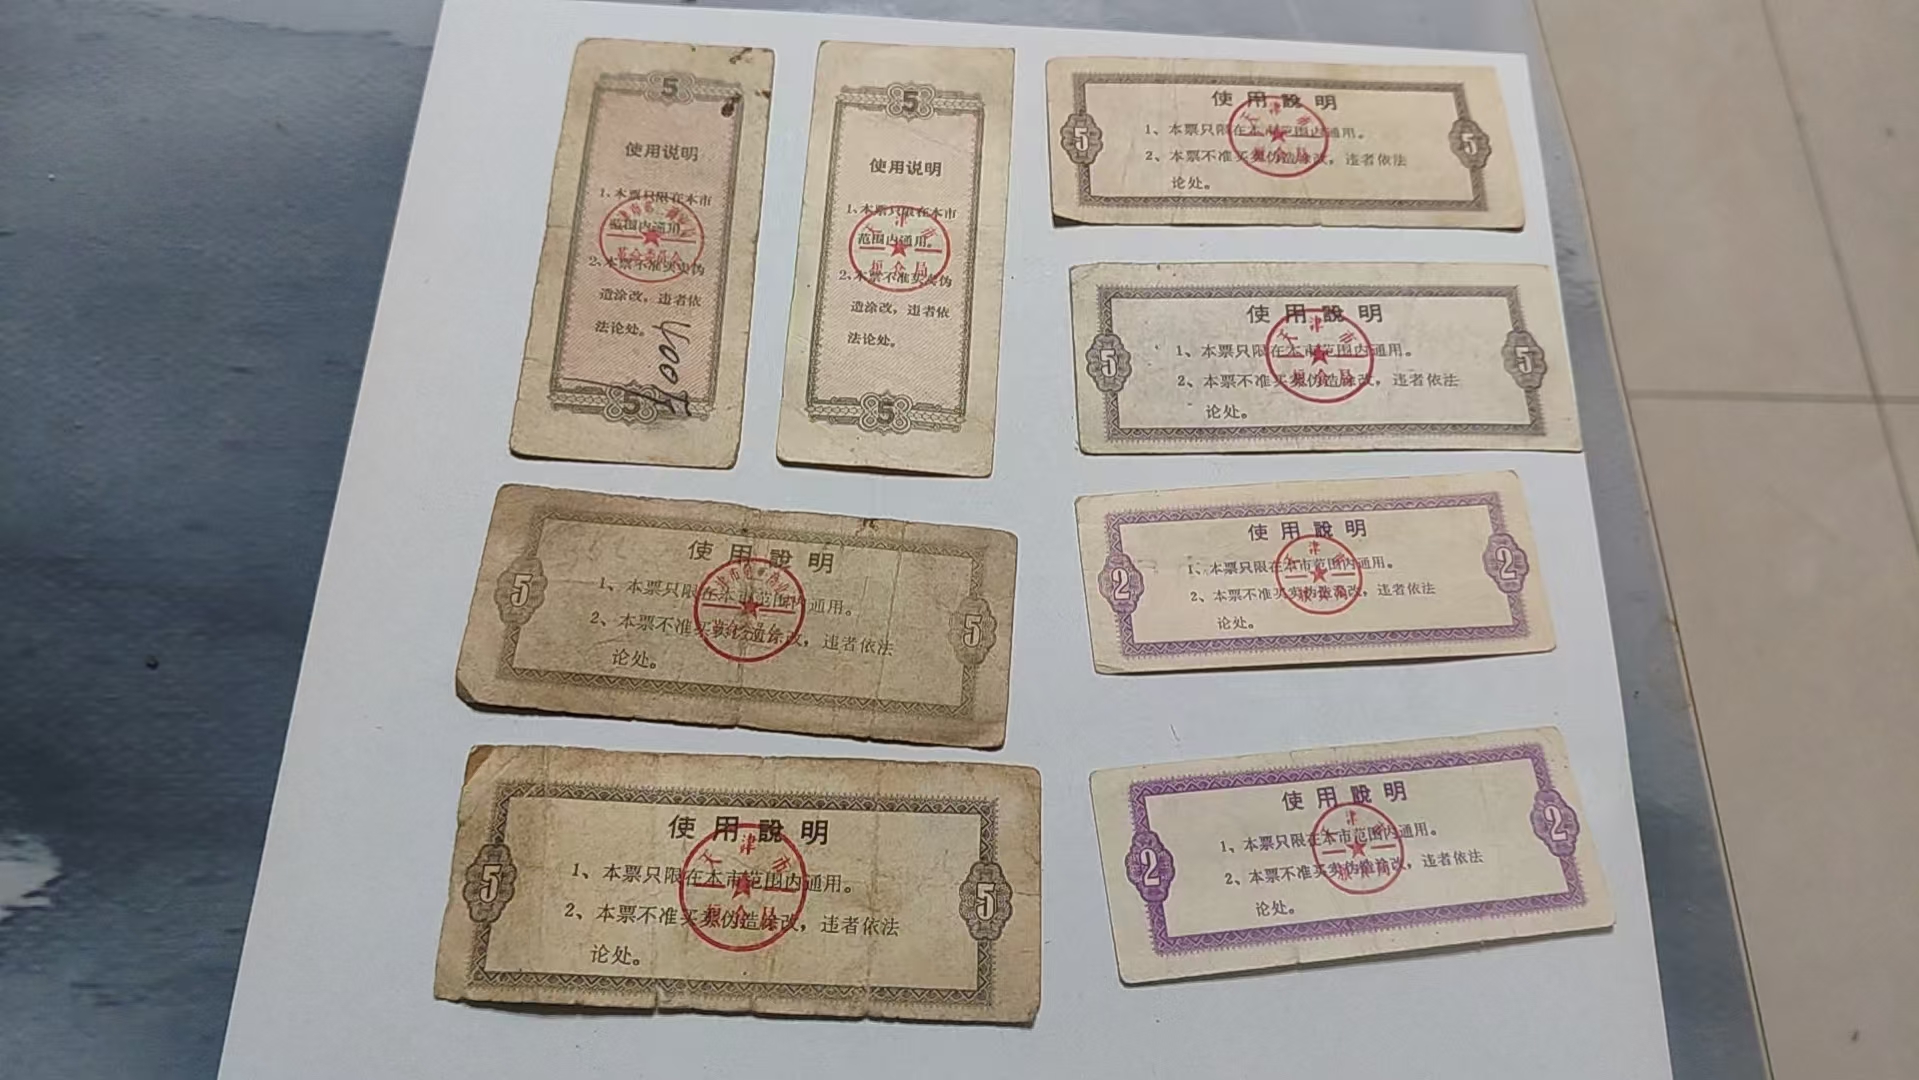 5
使用说明
1、本票只限在本市
范围内通用。
2、本票不准买卖伪
造涂改，违者依
法论处。
5
5
使用说明
1、本票只限在本市
范围内通用。
2、本票不准买卖伪
造涂改，违者依
法论处。
5
天津市
使用說明
5
1、本票只限在本市范围内通用。
5
2、本票不准买卖伪造涂改，违者依法
论处。
天津市
使用說明
1、本票只限在本市范围内通用。
5
5
2、本票不准买卖伪造涂改，违者依法
论处。
天津市
使用說明
5
1、本票只限在本市范围内通用。
2、本票不准买卖伪造涂改，违者依法
5
论处。
使用說明
2
1、本票只限在本市范围内通用。
2
2、本票不准买卖伪造涂改，违者依法
论处。
使用說明
1、本票只限在本市范围内通用。
5
5
2、本票不准买卖伪造涂改，违者依法
论处。
天津市
使用說明
2
1、本票只限在本市范围内通用。
2
2、本票不准买卖伪造涂改，违者依法
论处。